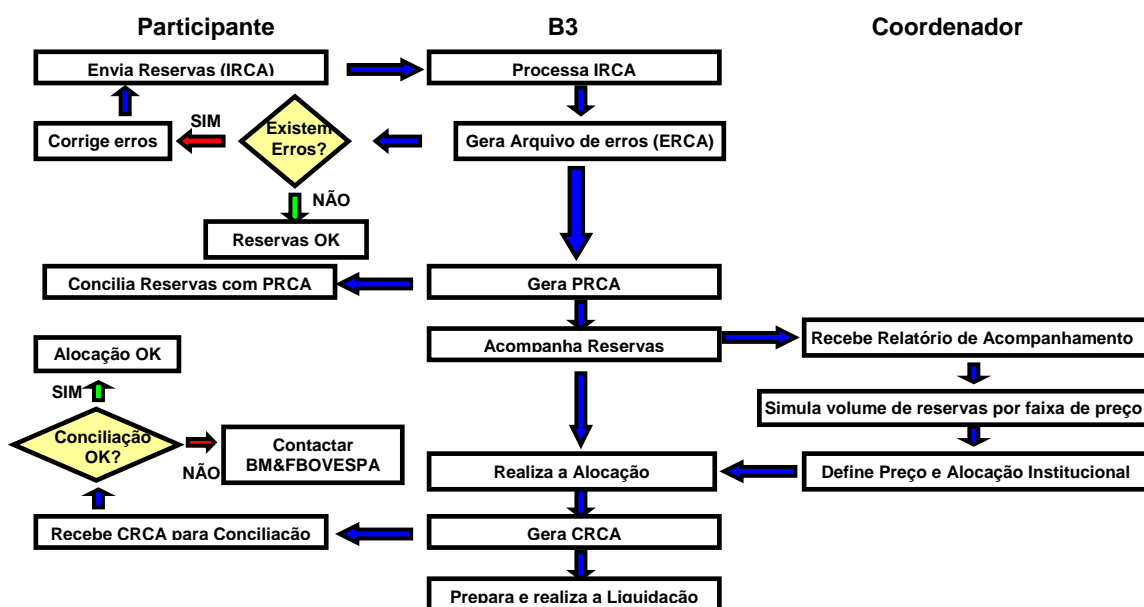 Participante
B3
Coordenador
Envia Reservas (IRCA)
Processa IRCA
SIM
Existem
Erros?
Corrige erros
Gera Arquivo de erros (ERCA)
NÃO
Reservas OK
Concilia Reservas com PRCA
Gera PRCA
Alocação OK
Acompanha Reservas
Recebe Relatório de Acompanhamento
SIM
Simula volume de reservas por faixa de preço
Conciliação
OK?
NÃO
Contactar
BM&FBOVESPA
Realiza a Alocação
Define Preço e Alocação Institucional
Recebe CRCA para Conciliação
Gera CRCA
Prepara e realiza a Liquidação